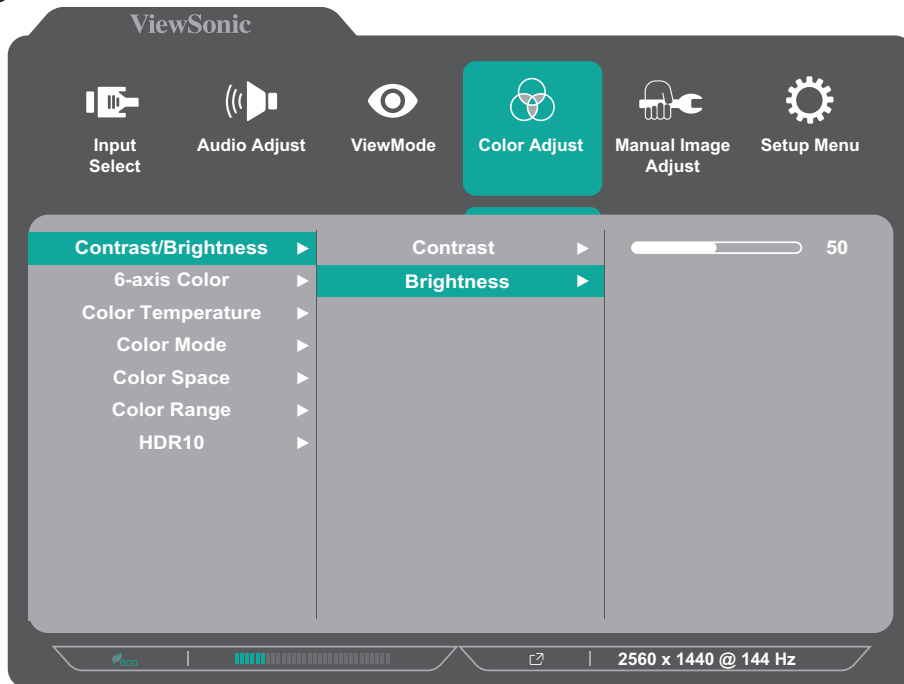 ViewSonic
Input
Select
Audio Adjust
ViewMode
Color Adjust
Manual Image
Adjust
Setup Menu
Contrast/Brightness
6-axis Color
Color Temperature
Color Mode
Color Space
Color Range
HDR10
Contrast
Brightness
50
eco
2560 x 1440 @ 144 Hz